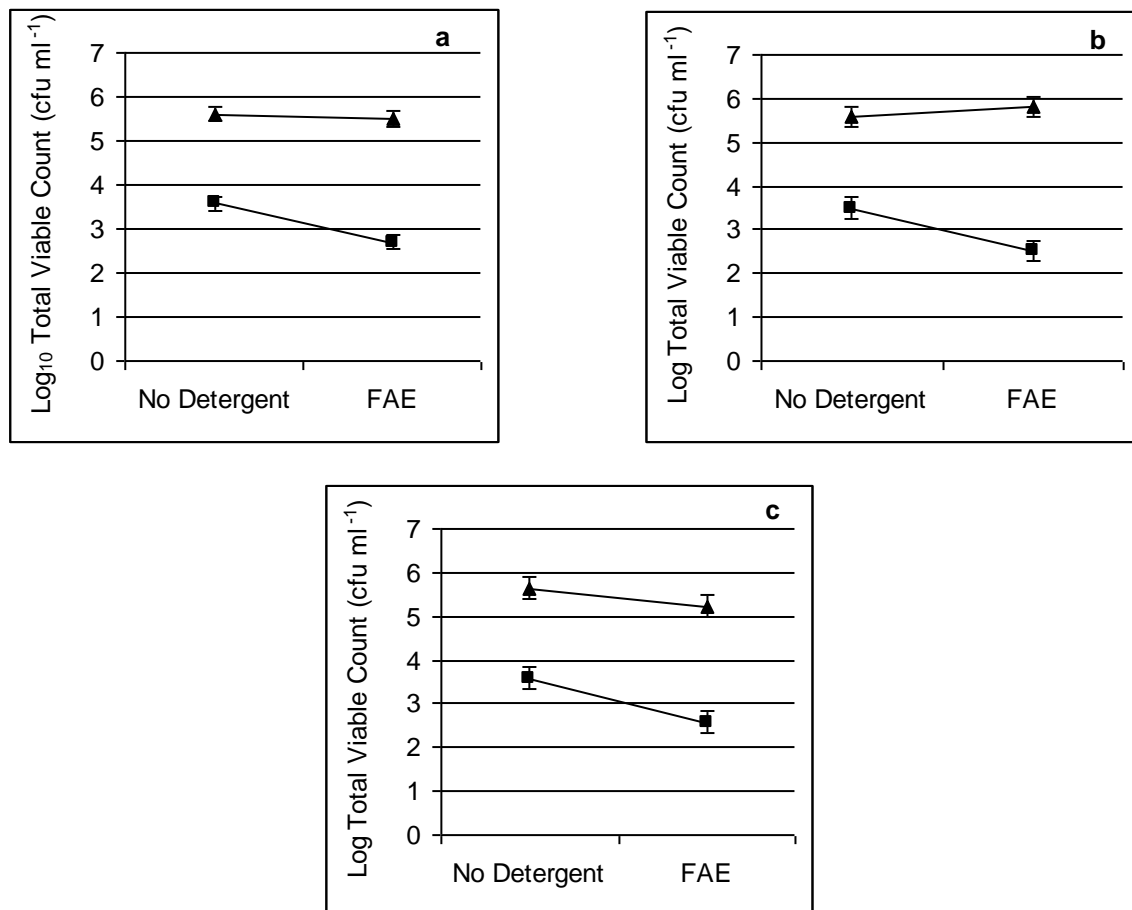 a
Log₁₀ Total Viable Count (cfu ml⁻¹)
7
6
5
4
3
2
1
0
No Detergent FAE
b
Log Total Viable Count (cfu ml⁻¹)
7
6
5
4
3
2
1
0
No Detergent FAE
c
Log Total Viable Count (cfu ml⁻¹)
7
6
5
4
3
2
1
0
No Detergent FAE